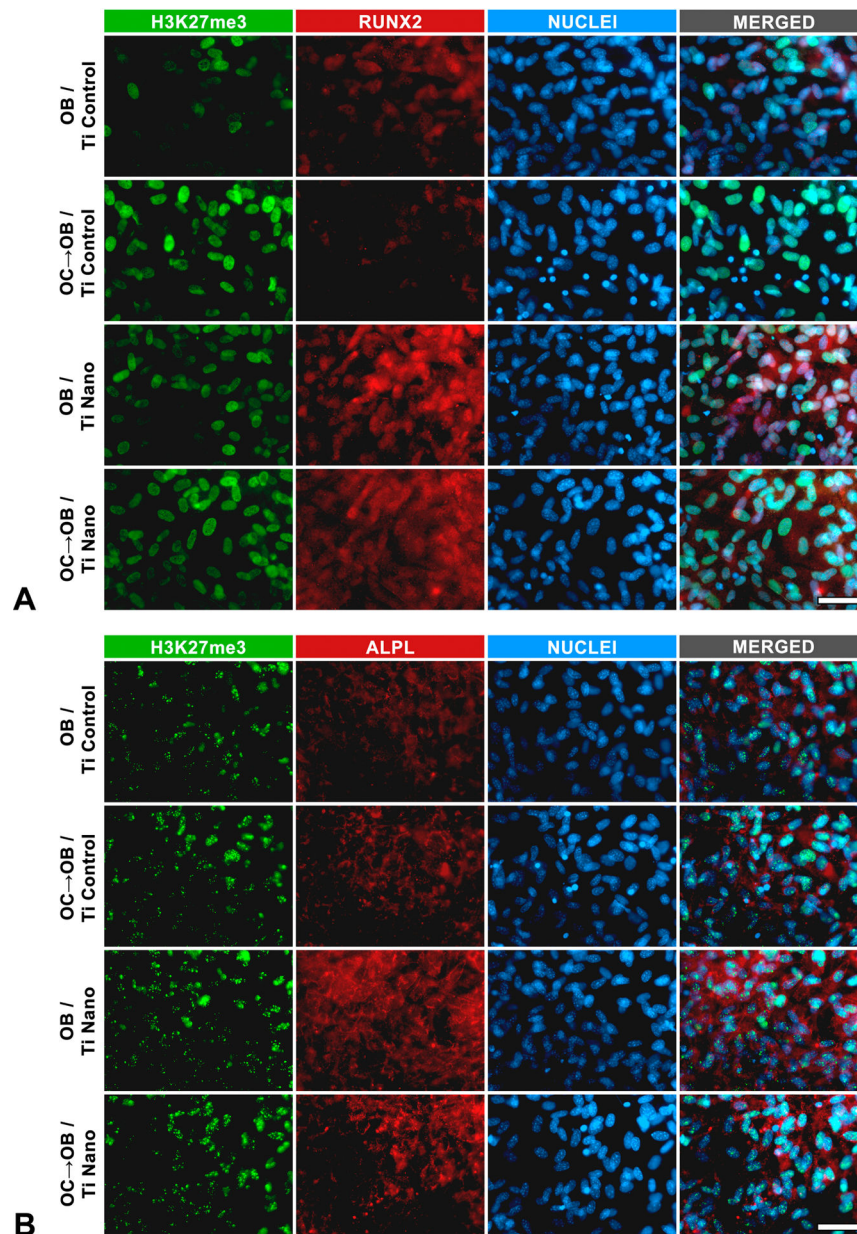 H3K27me3 RUNX2 NUCLEI MERGED
OB /
Ti Control
OC→OB /
Ti Control
OB /
Ti Nano
OC→OB /
Ti Nano
A
H3K27me3 ALPL NUCLEI MERGED
OB /
Ti Control
OC→OB /
Ti Control
OB /
Ti Nano
OC→OB /
Ti Nano
B